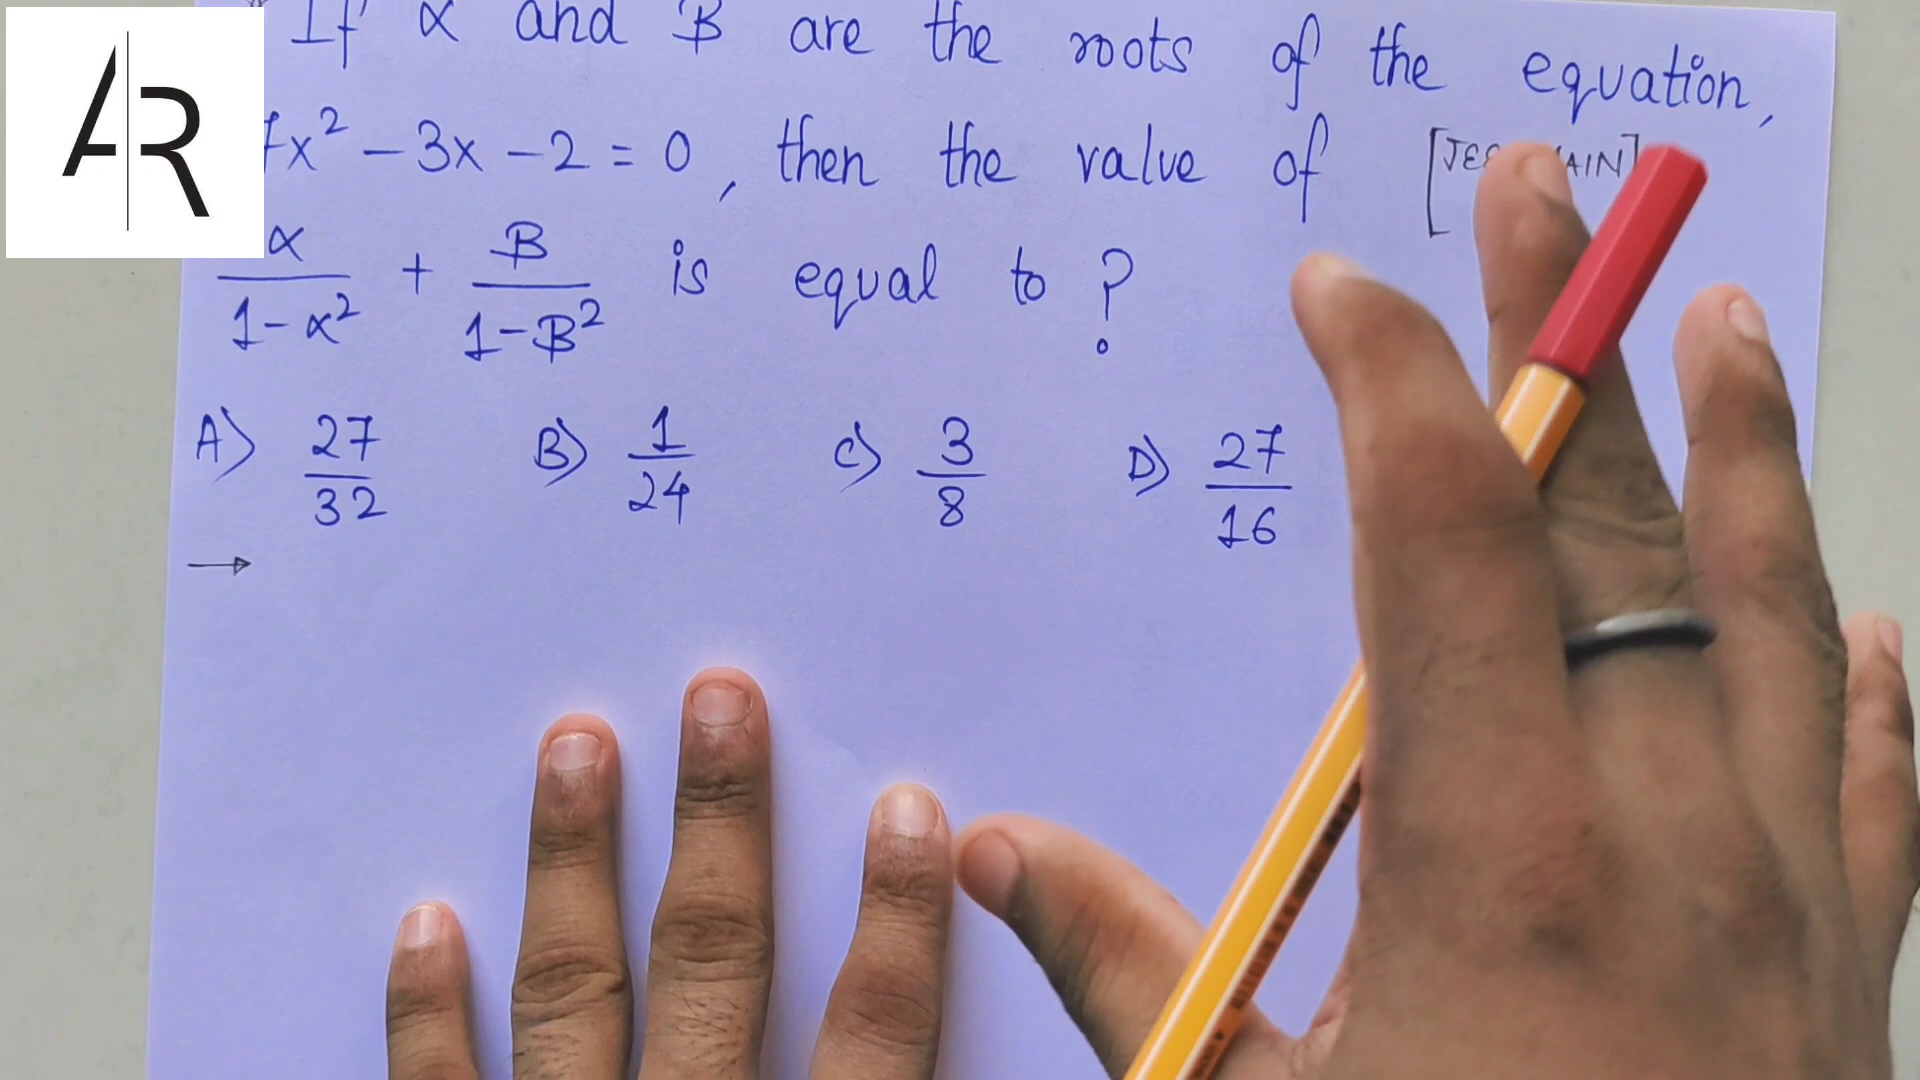 AR
If α and β are the roots of the equation,
7x² - 3x - 2 = 0, then the value of
α/(1-α²) + β/(1-β²) is equal to ?
A) 27/32 B) 1/24 C) 3/8 D) 27/16
→